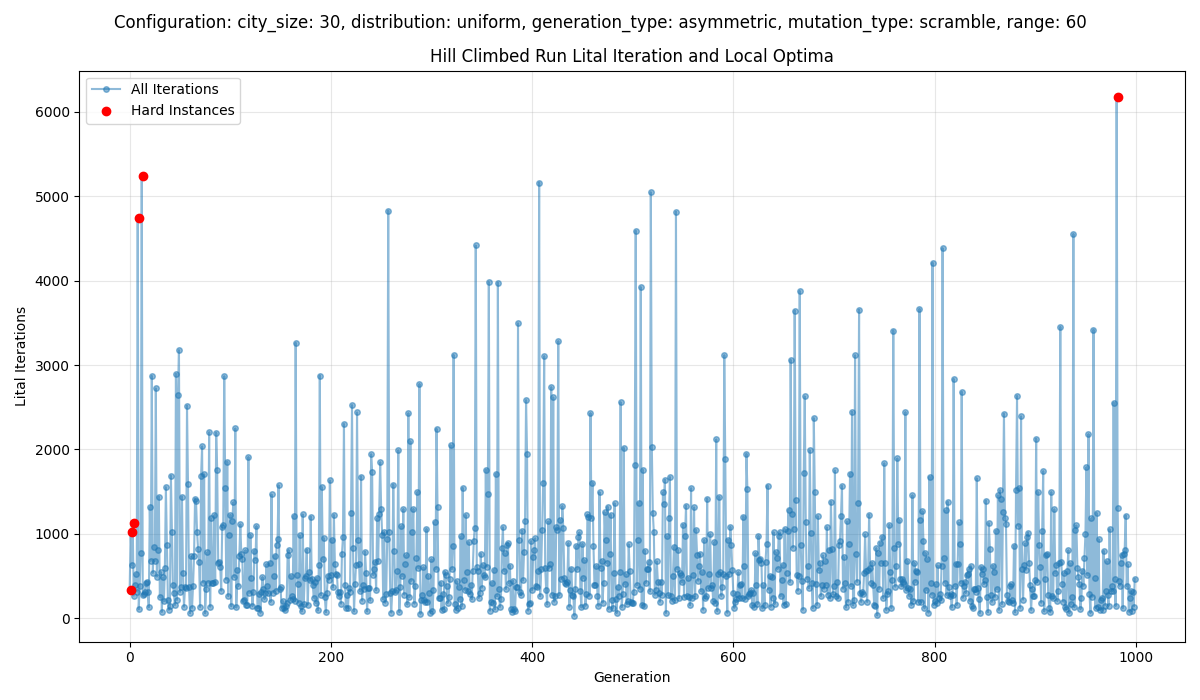 Configuration: city_size: 30, distribution: uniform, generation_type: asymmetric, mutation_type: scramble, range: 60
Hill Climbed Run Lital Iteration and Local Optima
All Iterations
Hard Instances
6000
5000
4000
3000
2000
1000
0
Lital Iterations
0 200 400 600 800 1000
Generation